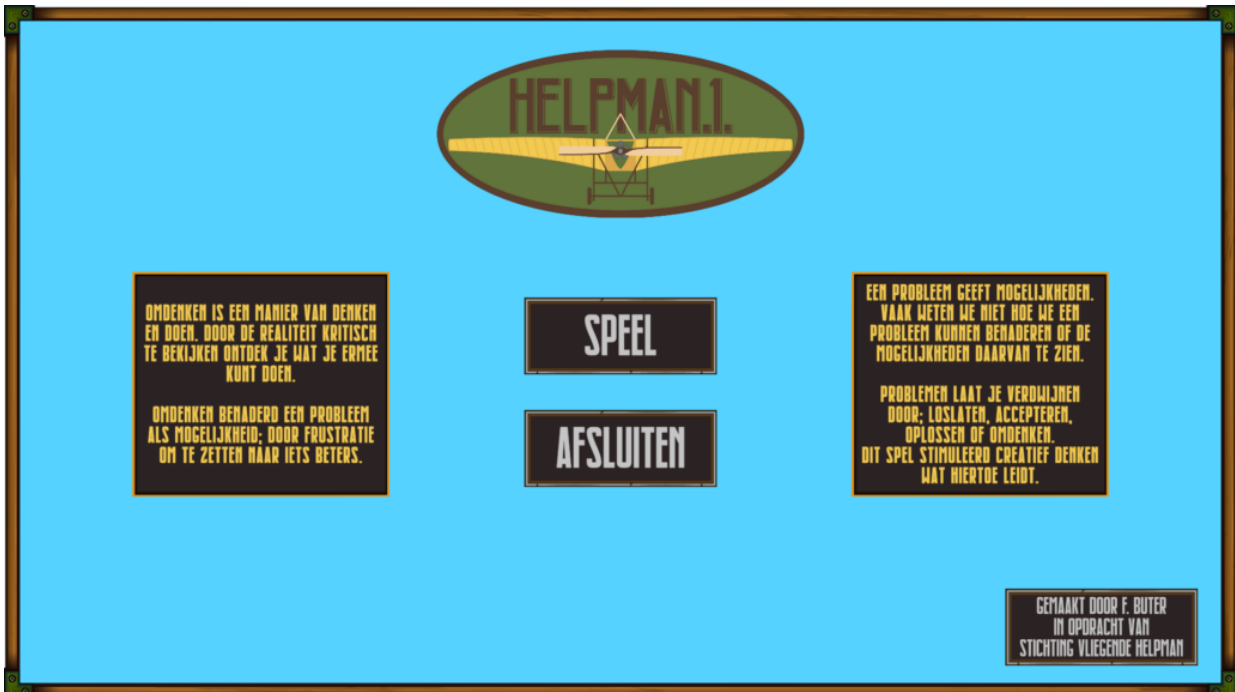 HELPMAN.1.
OMDENKEN IS EEN MANIER VAN DENKEN
EN DOEN. DOOR DE REALITEIT KRITISCH
TE BEKIJKEN ONTDEK JE WAT JE ERMEE
KUNT DOEN.
OMDENKEN BENADERD EEN PROBLEEM
ALS MOGELIJKHEID; DOOR FRUSTRATIE
OM TE ZETTEN NAAR IETS BETERS.
SPEEL
AFSLUITEN
EEN PROBLEEM GEEFT MOGELIJKHEDEN.
VAAK WETEN WE NIET HOE WE EEN
PROBLEEM KUNNEN BENADEREN OF DE
MOGELIJKHEDEN DAARVAN TE ZIEN.
PROBLEMEN LAAT JE VERDWIJNEN
DOOR; LOSLATEN, ACCEPTEREN,
OPLOSSEN OF OMDENKEN.
DIT SPEL STIMULEERD CREATIEF DENKEN
WAT HIERTOE LEIDT.
GEMAAKT DOOR F. BUTER
IN OPDRACHT VAN
STICHTING VLIEGENDE HELPMAN